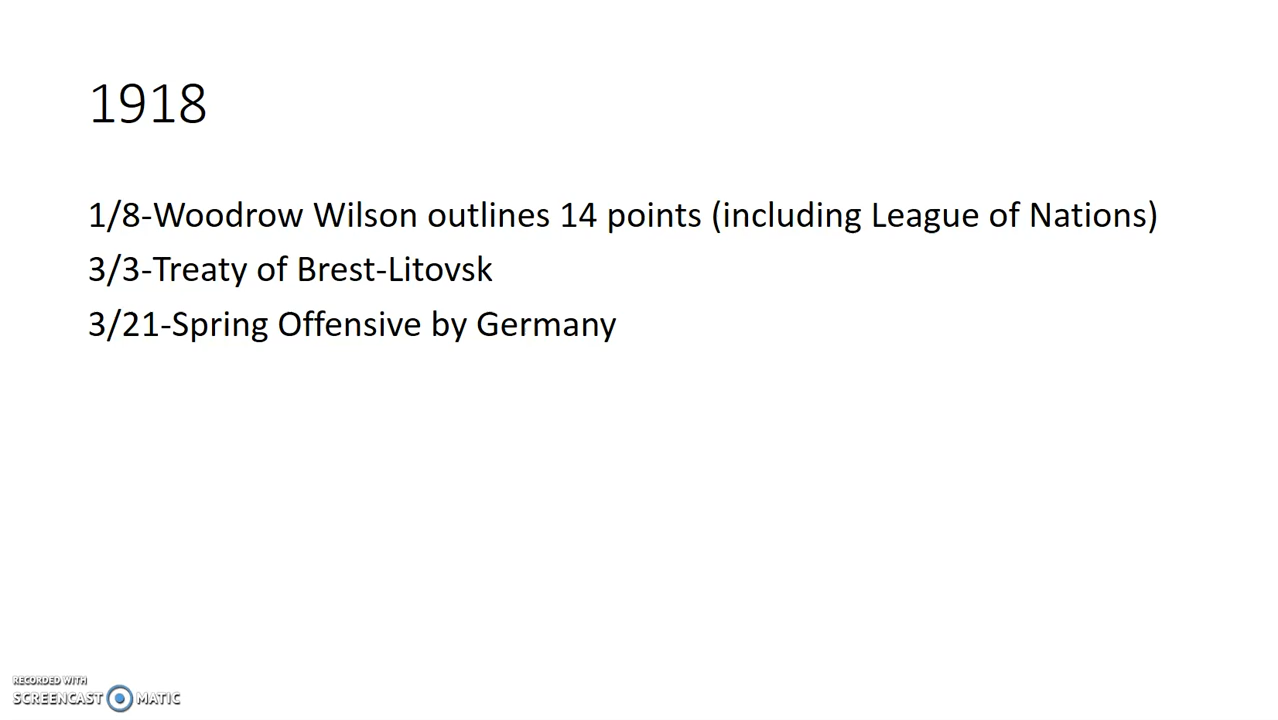 1918
1/8-Woodrow Wilson outlines 14 points (including League of Nations)
3/3-Treaty of Brest-Litovsk
3/21-Spring Offensive by Germany
RECORDED WITH
SCREENCAST MATIC